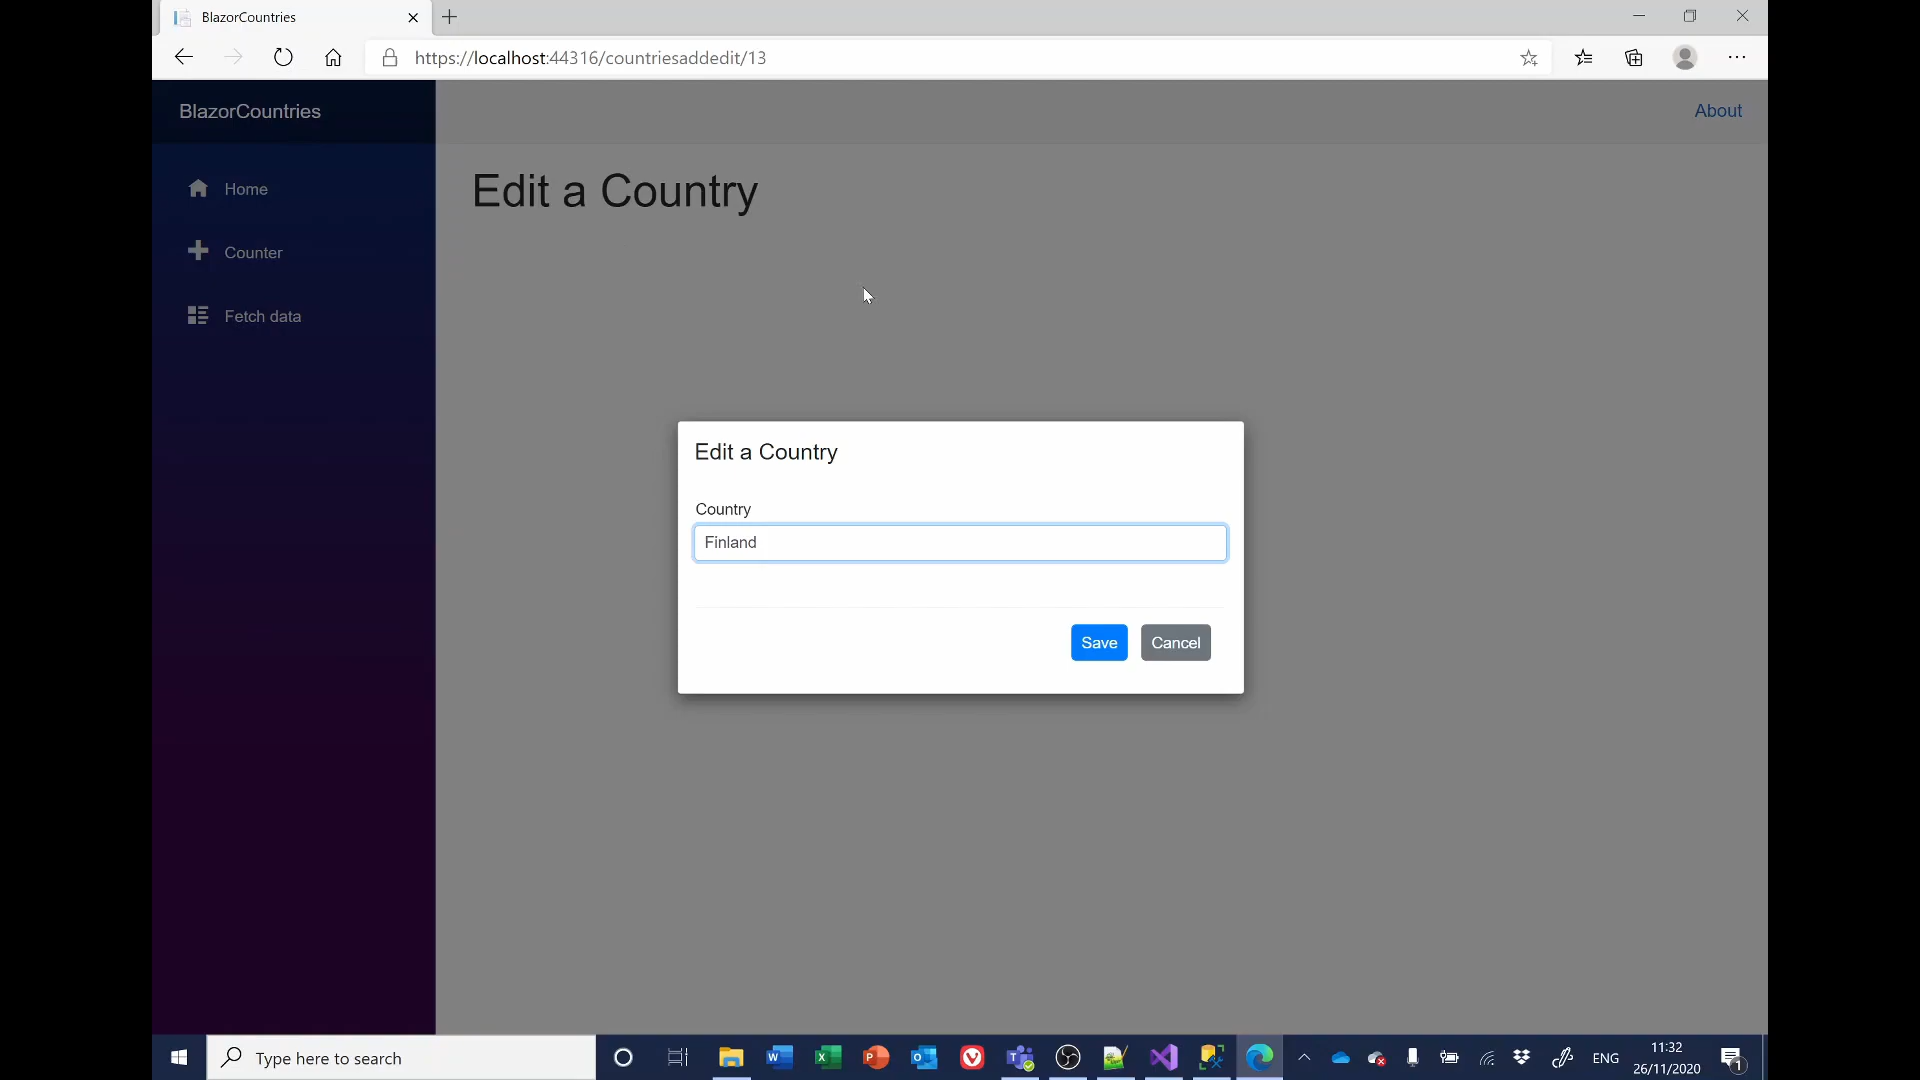 BlazorCountries
https://localhost:44316/countriesaddedit/13
BlazorCountries
About
Home
Counter
Fetch data
Edit a Country
Edit a Country
Country
Finland
Save
Cancel
Type here to search
ENG
11:32
26/11/2020
1